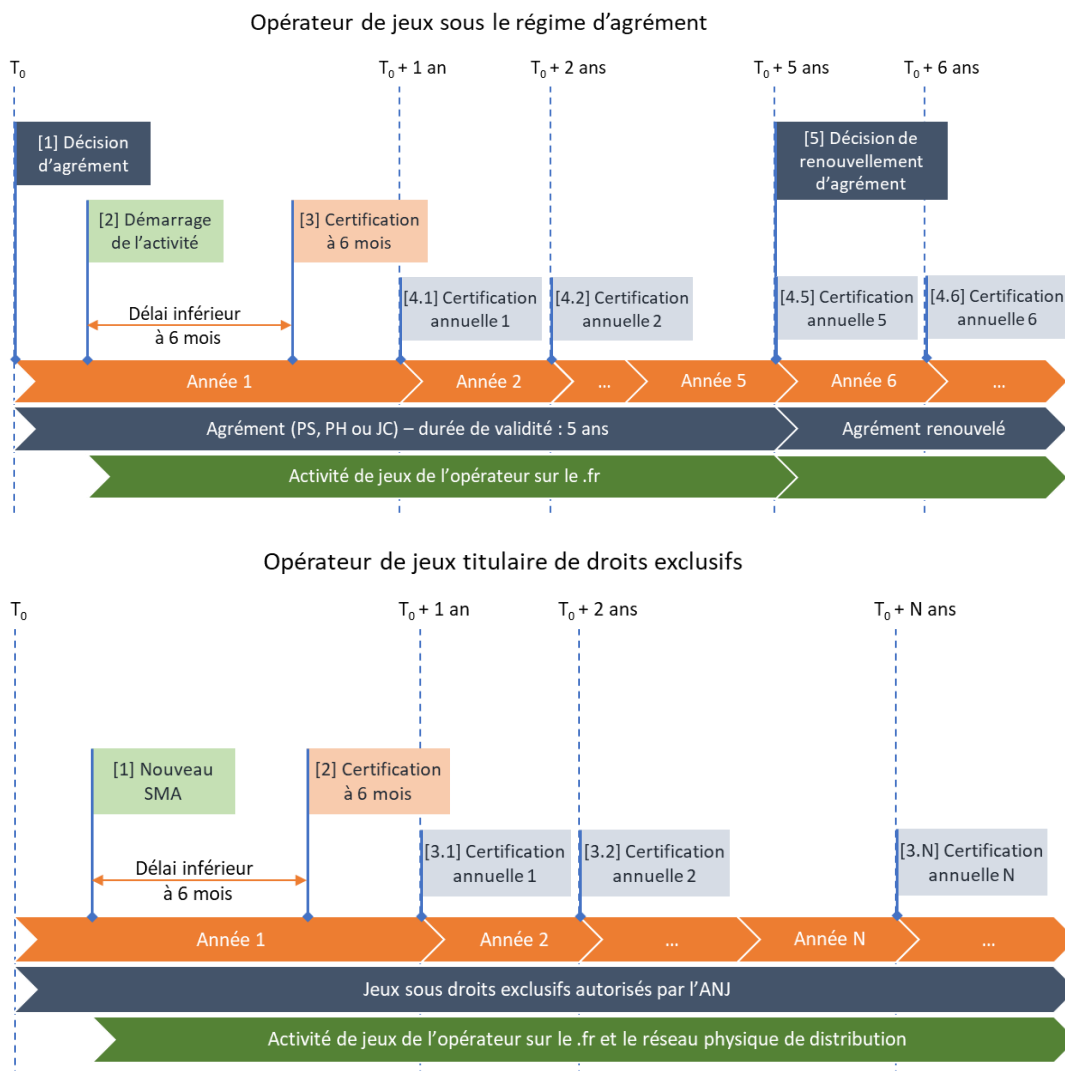 Opérateur de jeux sous le régime d’agrément
T0
T0 + 1 an
T0 + 2 ans
T0 + 5 ans
T0 + 6 ans
[1] Décision
d’agrément
[5] Décision de
renouvellement
d’agrément
[2] Démarrage
de l’activité
[3] Certification
à 6 mois
Délai inférieur
à 6 mois
[4.1] Certification
annuelle 1
[4.2] Certification
annuelle 2
[4.5] Certification
annuelle 5
[4.6] Certification
annuelle 6
Année 1
Année 2
...
Année 5
Année 6
...
Agrément (PS, PH ou JC) – durée de validité : 5 ans
Agrément renouvelé
Activité de jeux de l’opérateur sur le .fr
Opérateur de jeux titulaire de droits exclusifs
T0
T0 + 1 an
T0 + 2 ans
T0 + N ans
[1] Nouveau
SMA
[2] Certification
à 6 mois
Délai inférieur
à 6 mois
[3.1] Certification
annuelle 1
[3.2] Certification
annuelle 2
[3.N] Certification
annuelle N
Année 1
Année 2
...
Année N
...
Jeux sous droits exclusifs autorisés par l’ANJ
Activité de jeux de l’opérateur sur le .fr et le réseau physique de distribution